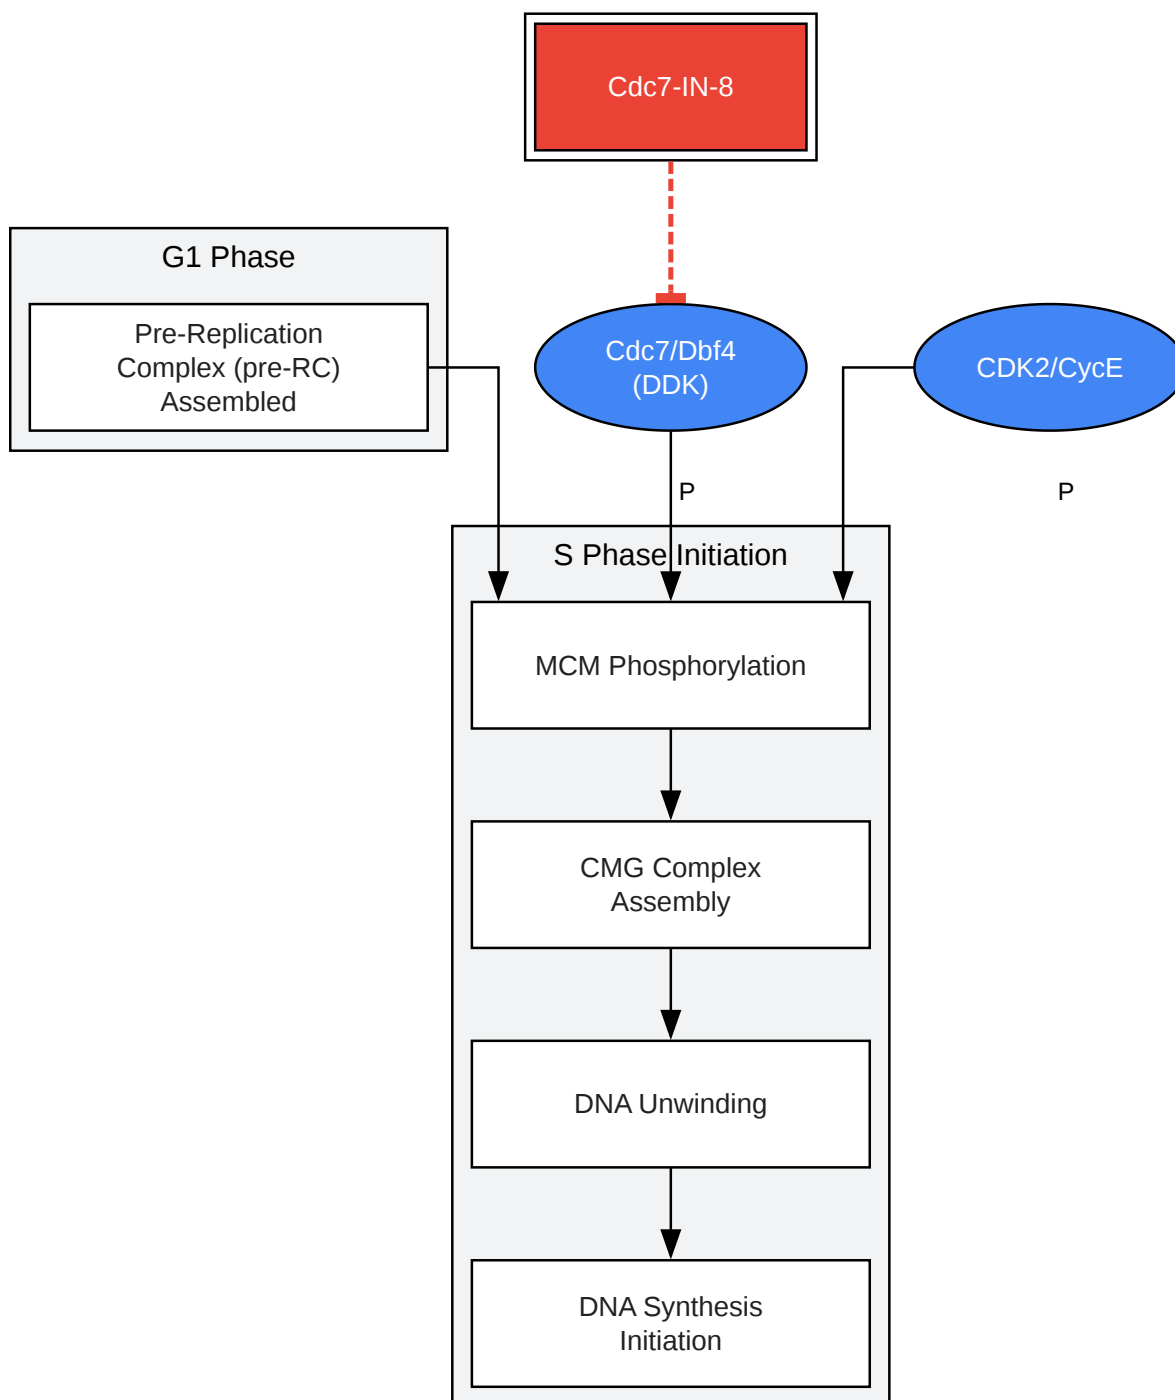 Cdc7-IN-8
G1 Phase
Pre-Replication
Complex (pre-RC)
Assembled
Cdc7/Dbf4
(DDK)
CDK2/CycE
P
P
S Phase Initiation
MCM Phosphorylation
CMG Complex
Assembly
DNA Unwinding
DNA Synthesis
Initiation